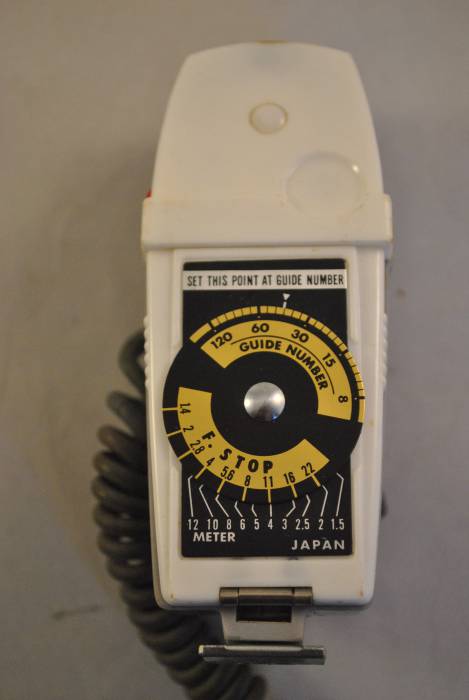 SET THIS POINT AT GUIDE NUMBER
120 60 30 15 8
GUIDE NUMBER
F. STOP
1.4 2 2.8 4 5.6 8 11 16 22
12 10 8 6 5 4 3 2.5 2 1.5
METER
JAPAN